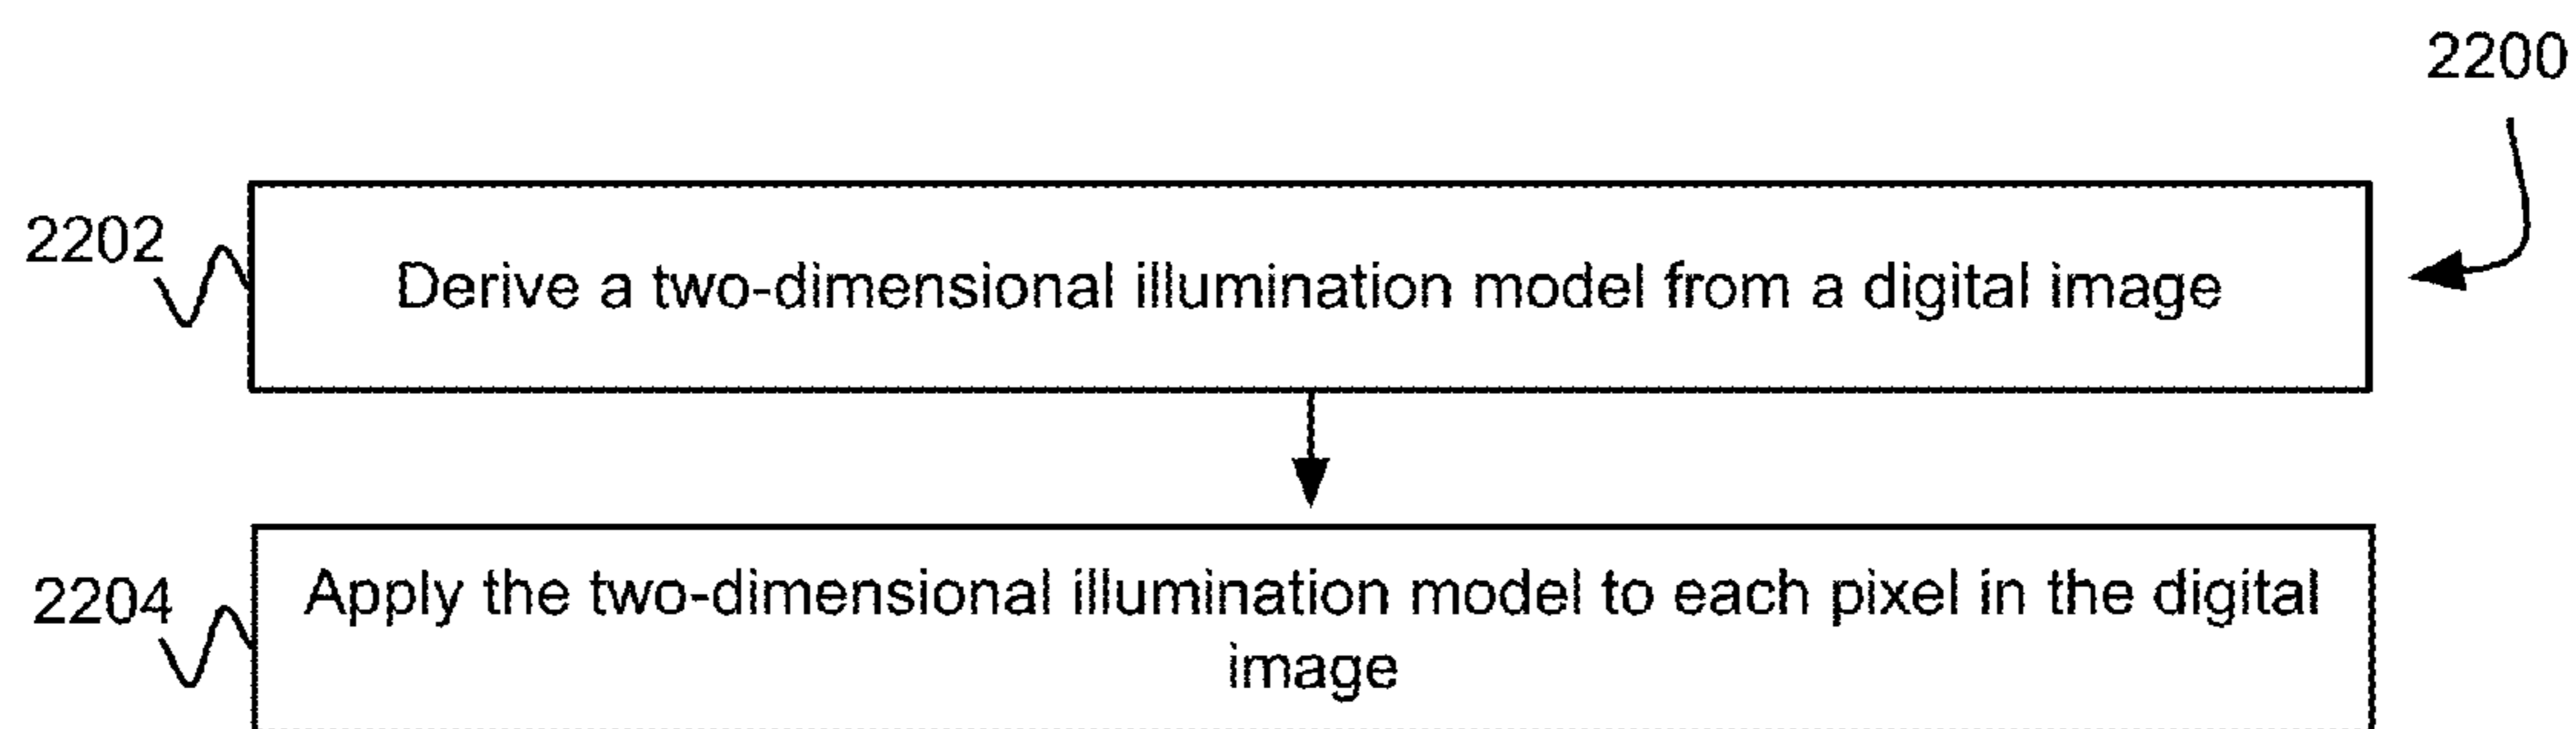 2200
2202
Derive a two-dimensional illumination model from a digital image
2204
Apply the two-dimensional illumination model to each pixel in the digital
image